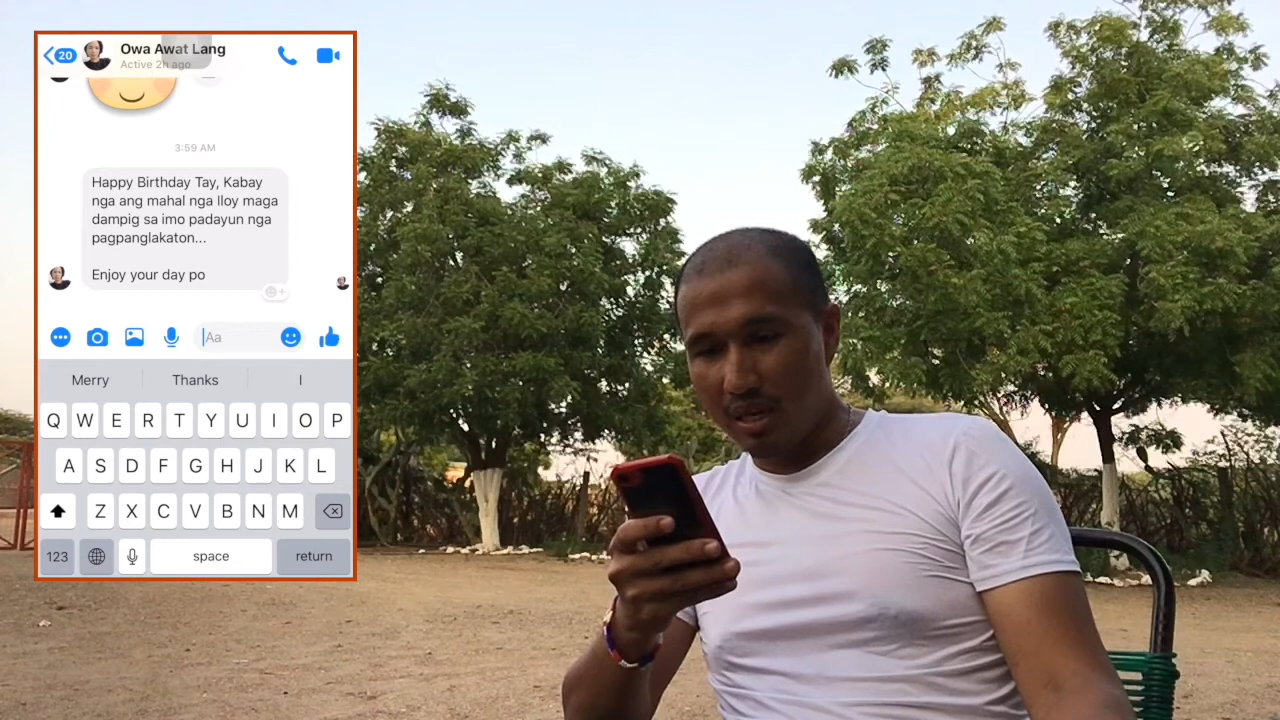 20
Owa Awat Lang
Active 2h ago
3:59 AM
Happy Birthday Tay, Kabay
nga ang mahal nga Iloy maga
dampig sa imo padayun nga
pagpanglakaton...
Enjoy your day po
Aa
Merry Thanks I
Q W E R T Y U I O P
A S D F G H J K L
Z X C V B N M
123 space return